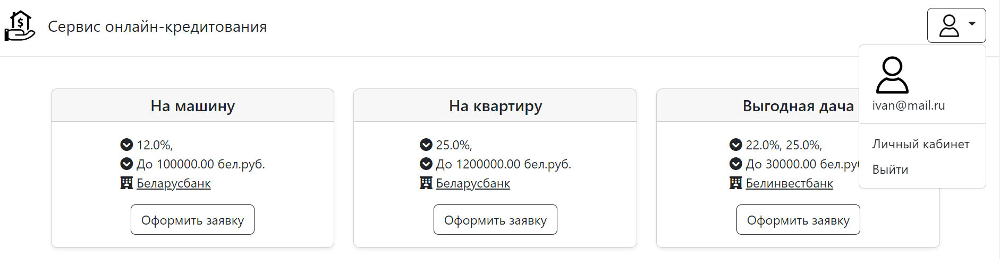 Сервис онлайн-кредитования
ivan@mail.ru
Личный кабинет
Выйти
На машину
12.0%,
До 100000.00 бел.руб.
Беларусбанк
Оформить заявку
На квартиру
25.0%,
До 1200000.00 бел.руб.
Беларусбанк
Оформить заявку
Выгодная дача
22.0%, 25.0%,
До 30000.00 бел.ру
Белинвестбанк
Оформить заявку